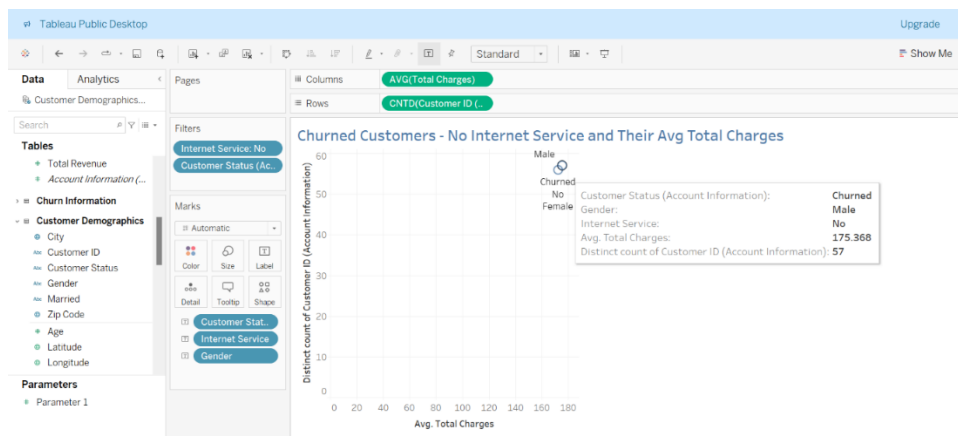 Tableau Public Desktop
Upgrade
Standard
Show Me
Data
Analytics
Customer Demographics...
Search
Tables
Total Revenue
Account Information (...
Churn Information
Customer Demographics
City
Abc Customer ID
Abc Customer Status
Abc Gender
Abc Married
Zip Code
Age
Latitude
Longitude
Parameters
Parameter 1
Pages
Filters
Internet Service: No
Customer Status (Ac..
Marks
Automatic
Color
Size
Label
Detail
Tooltip
Shape
Customer Stat..
Internet Service
Gender
Columns
AVG(Total Charges)
Rows
CNTD(Customer ID (..
Churned Customers - No Internet Service and Their Avg Total Charges
Distinct count of Customer ID (Account Information)
60
50
40
30
20
10
0
Male
Churned
No
Female
Customer Status (Account Information): Churned
Gender: Male
Internet Service: No
Avg. Total Charges: 175.368
Distinct count of Customer ID (Account Information): 57
0 20 40 60 80 100 120 140 160 180
Avg. Total Charges